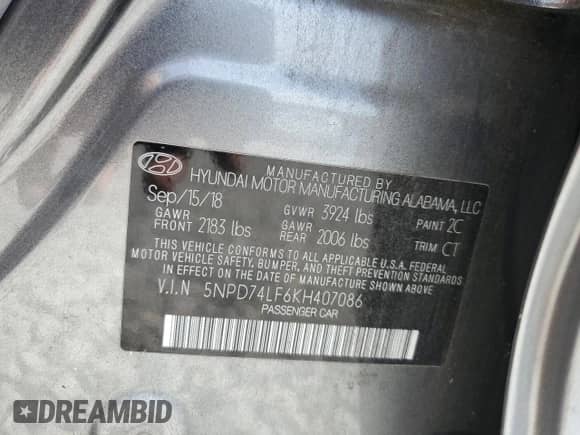 MANUFACTURED BY
HYUNDAI MOTOR MANUFACTURING ALABAMA, LLC
Sep/15/18 GVWR 3924 lbs PAINT 2C
GAWR FRONT 2183 lbs GAWR REAR 2006 lbs TRIM CT
THIS VEHICLE CONFORMS TO ALL APPLICABLE U.S.A. FEDERAL
MOTOR VEHICLE SAFETY, BUMPER, AND THEFT PREVENTION STANDARDS
IN EFFECT ON THE DATE OF MANUFACTURE SHOWN ABOVE.
V.I.N 5NPD74LF6KH407086
PASSENGER CAR
DREAMBID